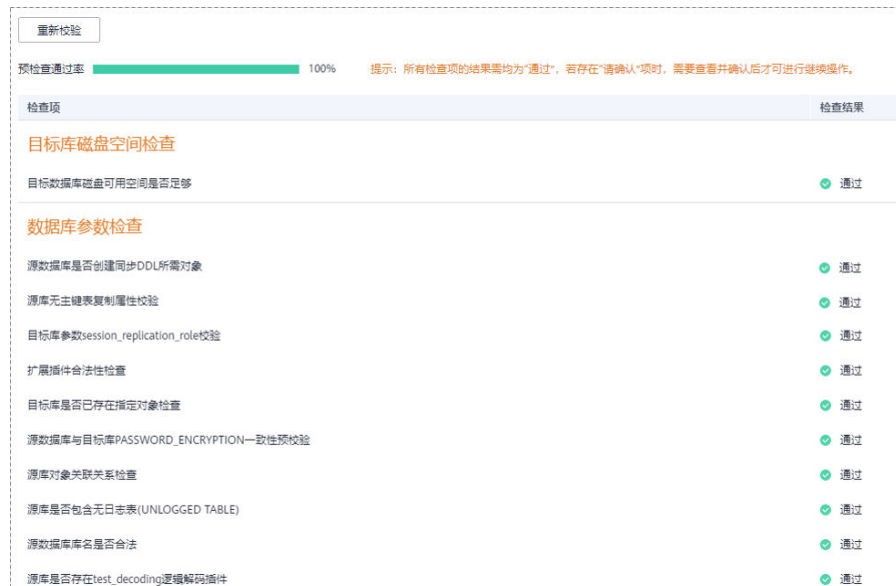 重新校验
预检查通过率 100% 提示：所有检查项的结果需均为“通过”，若存在“请确认”项时，需要查看并确认后才可进行继续操作。
检查项 检查结果
目标库磁盘空间检查
目标数据库磁盘可用空间是否足够 通过
数据库参数检查
源数据库是否创建同步DDL所需对象 通过
源库无主键表复制属性校验 通过
目标库参数session_replication_role校验 通过
扩展插件合法性检查 通过
目标库是否已存在指定对象检查 通过
源数据库与目标库PASSWORD_ENCRYPTION一致性预校验 通过
源库对象关联关系检查 通过
源库是否包含无日志表(UNLOGGED TABLE) 通过
源数据库库名是否合法 通过
源库是否存在test_decoding逻辑解码插件 通过